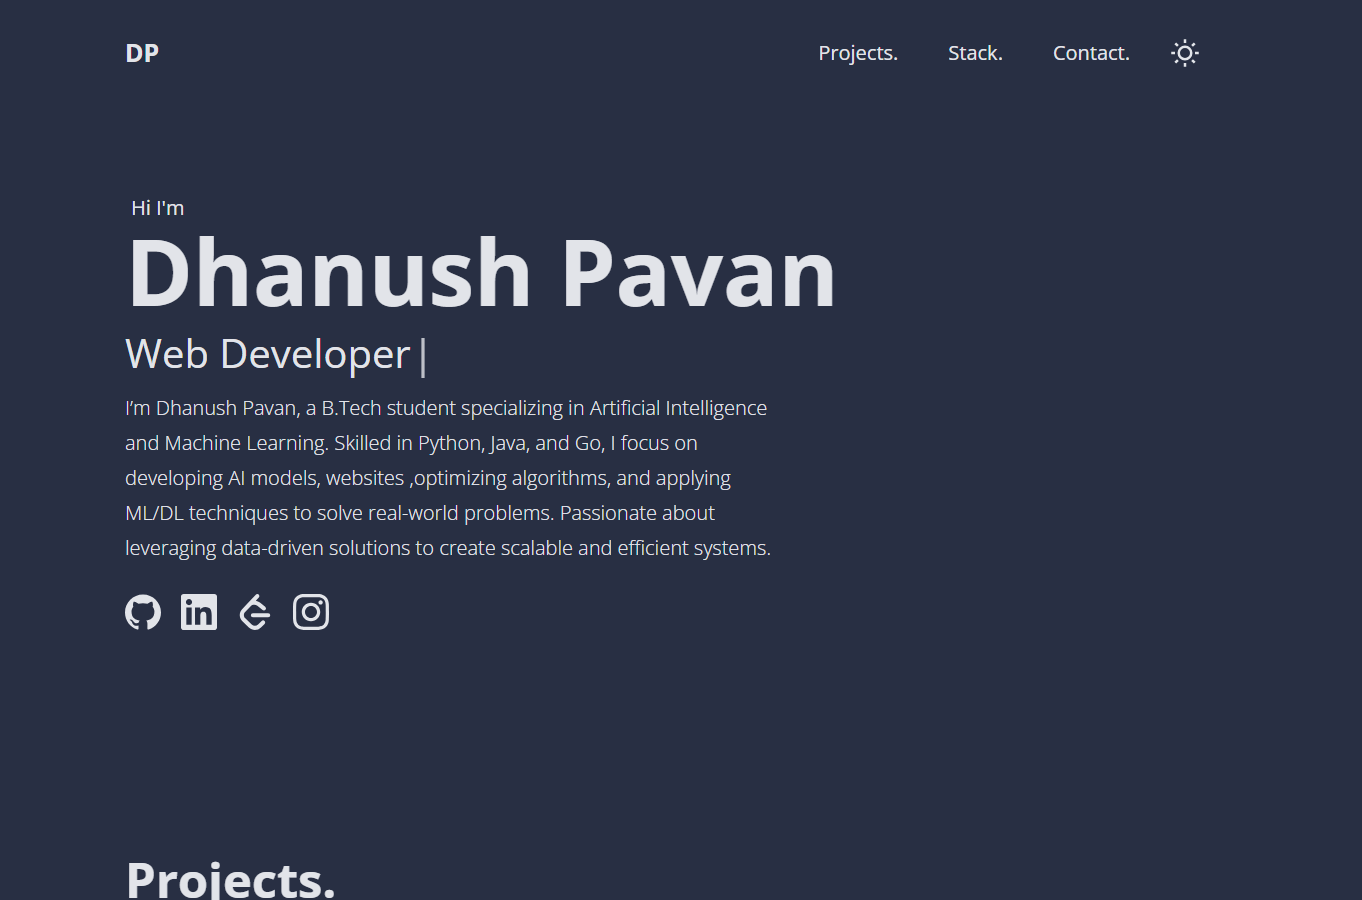 DP
Projects. Stack. Contact.
Hi I'm
Dhanush Pavan
Web Developer|
I’m Dhanush Pavan, a B.Tech student specializing in Artificial Intelligence
and Machine Learning. Skilled in Python, Java, and Go, I focus on
developing AI models, websites ,optimizing algorithms, and applying
ML/DL techniques to solve real-world problems. Passionate about
leveraging data-driven solutions to create scalable and efficient systems.
Projects.